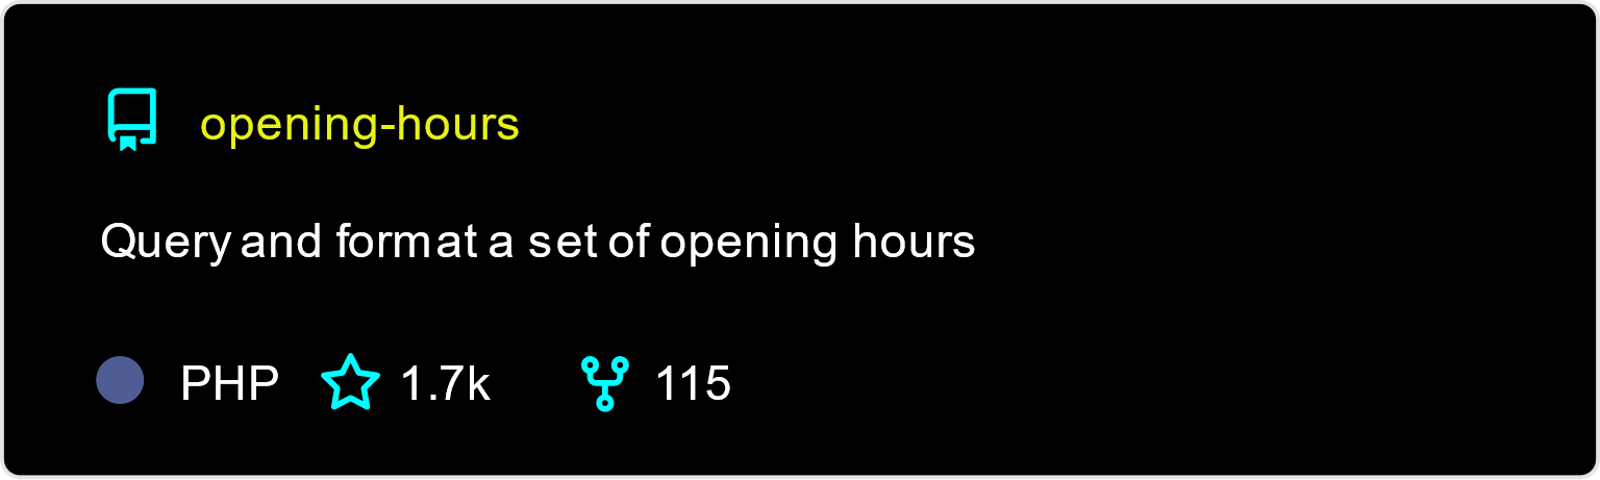 opening-hours
Query and format a set of opening hours
PHP 1.7k 115